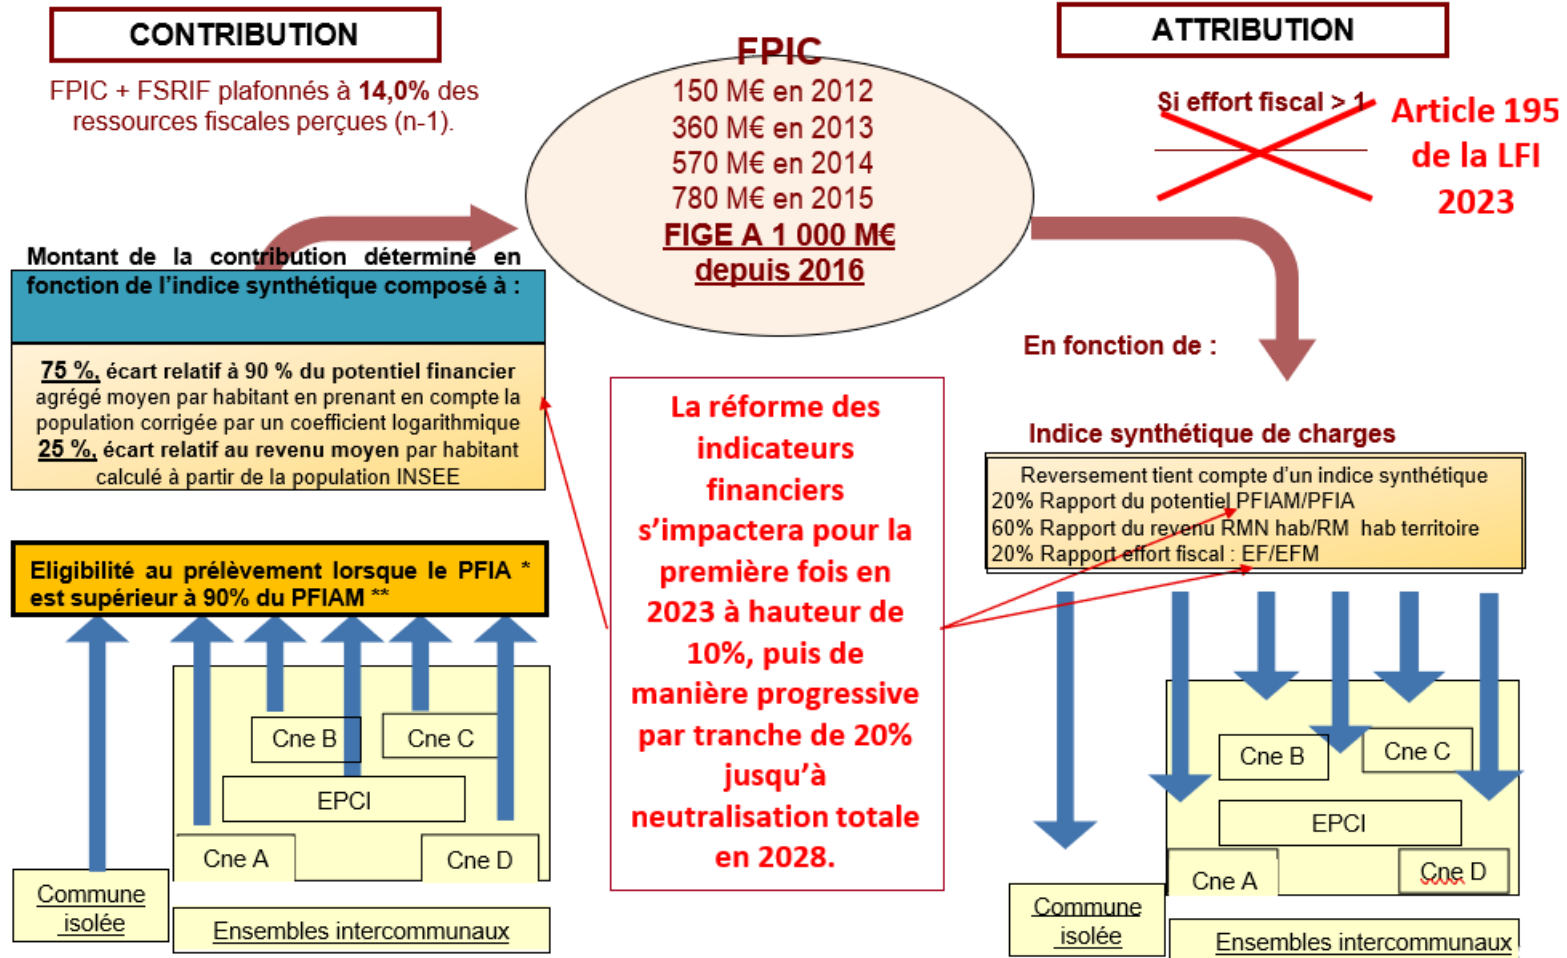 CONTRIBUTION
FPIC + FSRIF plafonnés à 14,0% des
ressources fiscales perçues (n-1).
FPIC
150 M€ en 2012
360 M€ en 2013
570 M€ en 2014
780 M€ en 2015
FIGE A 1 000 M€
depuis 2016
ATTRIBUTION
Si effort fiscal > 1
Article 195
de la LFI
2023
Montant de la contribution déterminé en
fonction de l'indice synthétique composé à :
75 %, écart relatif à 90 % du potentiel financier
agrégé moyen par habitant en prenant en compte la
population corrigée par un coefficient logarithmique
25 %, écart relatif au revenu moyen par habitant
calculé à partir de la population INSEE
Eligibilité au prélèvement lorsque le PFIA *
est supérieur à 90% du PFIAM **
Cne B
Cne C
EPCI
Cne A
Cne D
Commune
isolée
Ensembles intercommunaux
La réforme des
indicateurs
financiers
s'impactera pour la
première fois en
2023 à hauteur de
10%, puis de
manière progressive
par tranche de 20%
jusqu'à
neutralisation totale
en 2028.
En fonction de :
Indice synthétique de charges
Reversement tient compte d'un indice synthétique
20% Rapport du potentiel PFIAM/PFIA
60% Rapport du revenu RMN hab/RM hab territoire
20% Rapport effort fiscal : EF/EFM
Cne B
Cne C
EPCI
Cne A
Cne D
Commune
isolée
Ensembles intercommunaux